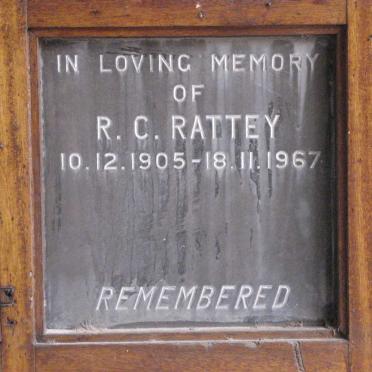 IN LOVING MEMORY
OF
R. C. RATTEY
10.12.1905-18.11.1967
REMEMBERED